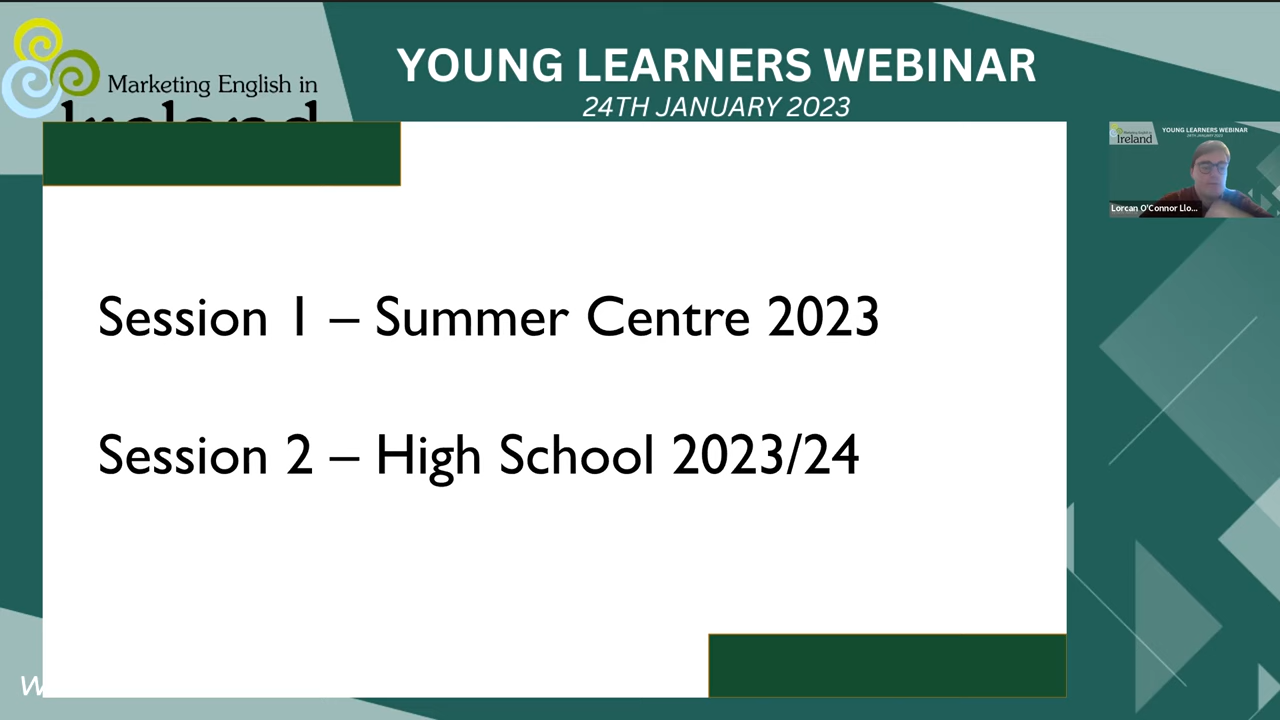 Marketing English in
Ireland
YOUNG LEARNERS WEBINAR
24TH JANUARY 2023
Session 1 – Summer Centre 2023
Session 2 – High School 2023/24
Ireland
YOUNG LEARNERS WEBINAR
Lorcan O'Connor Llo...
W